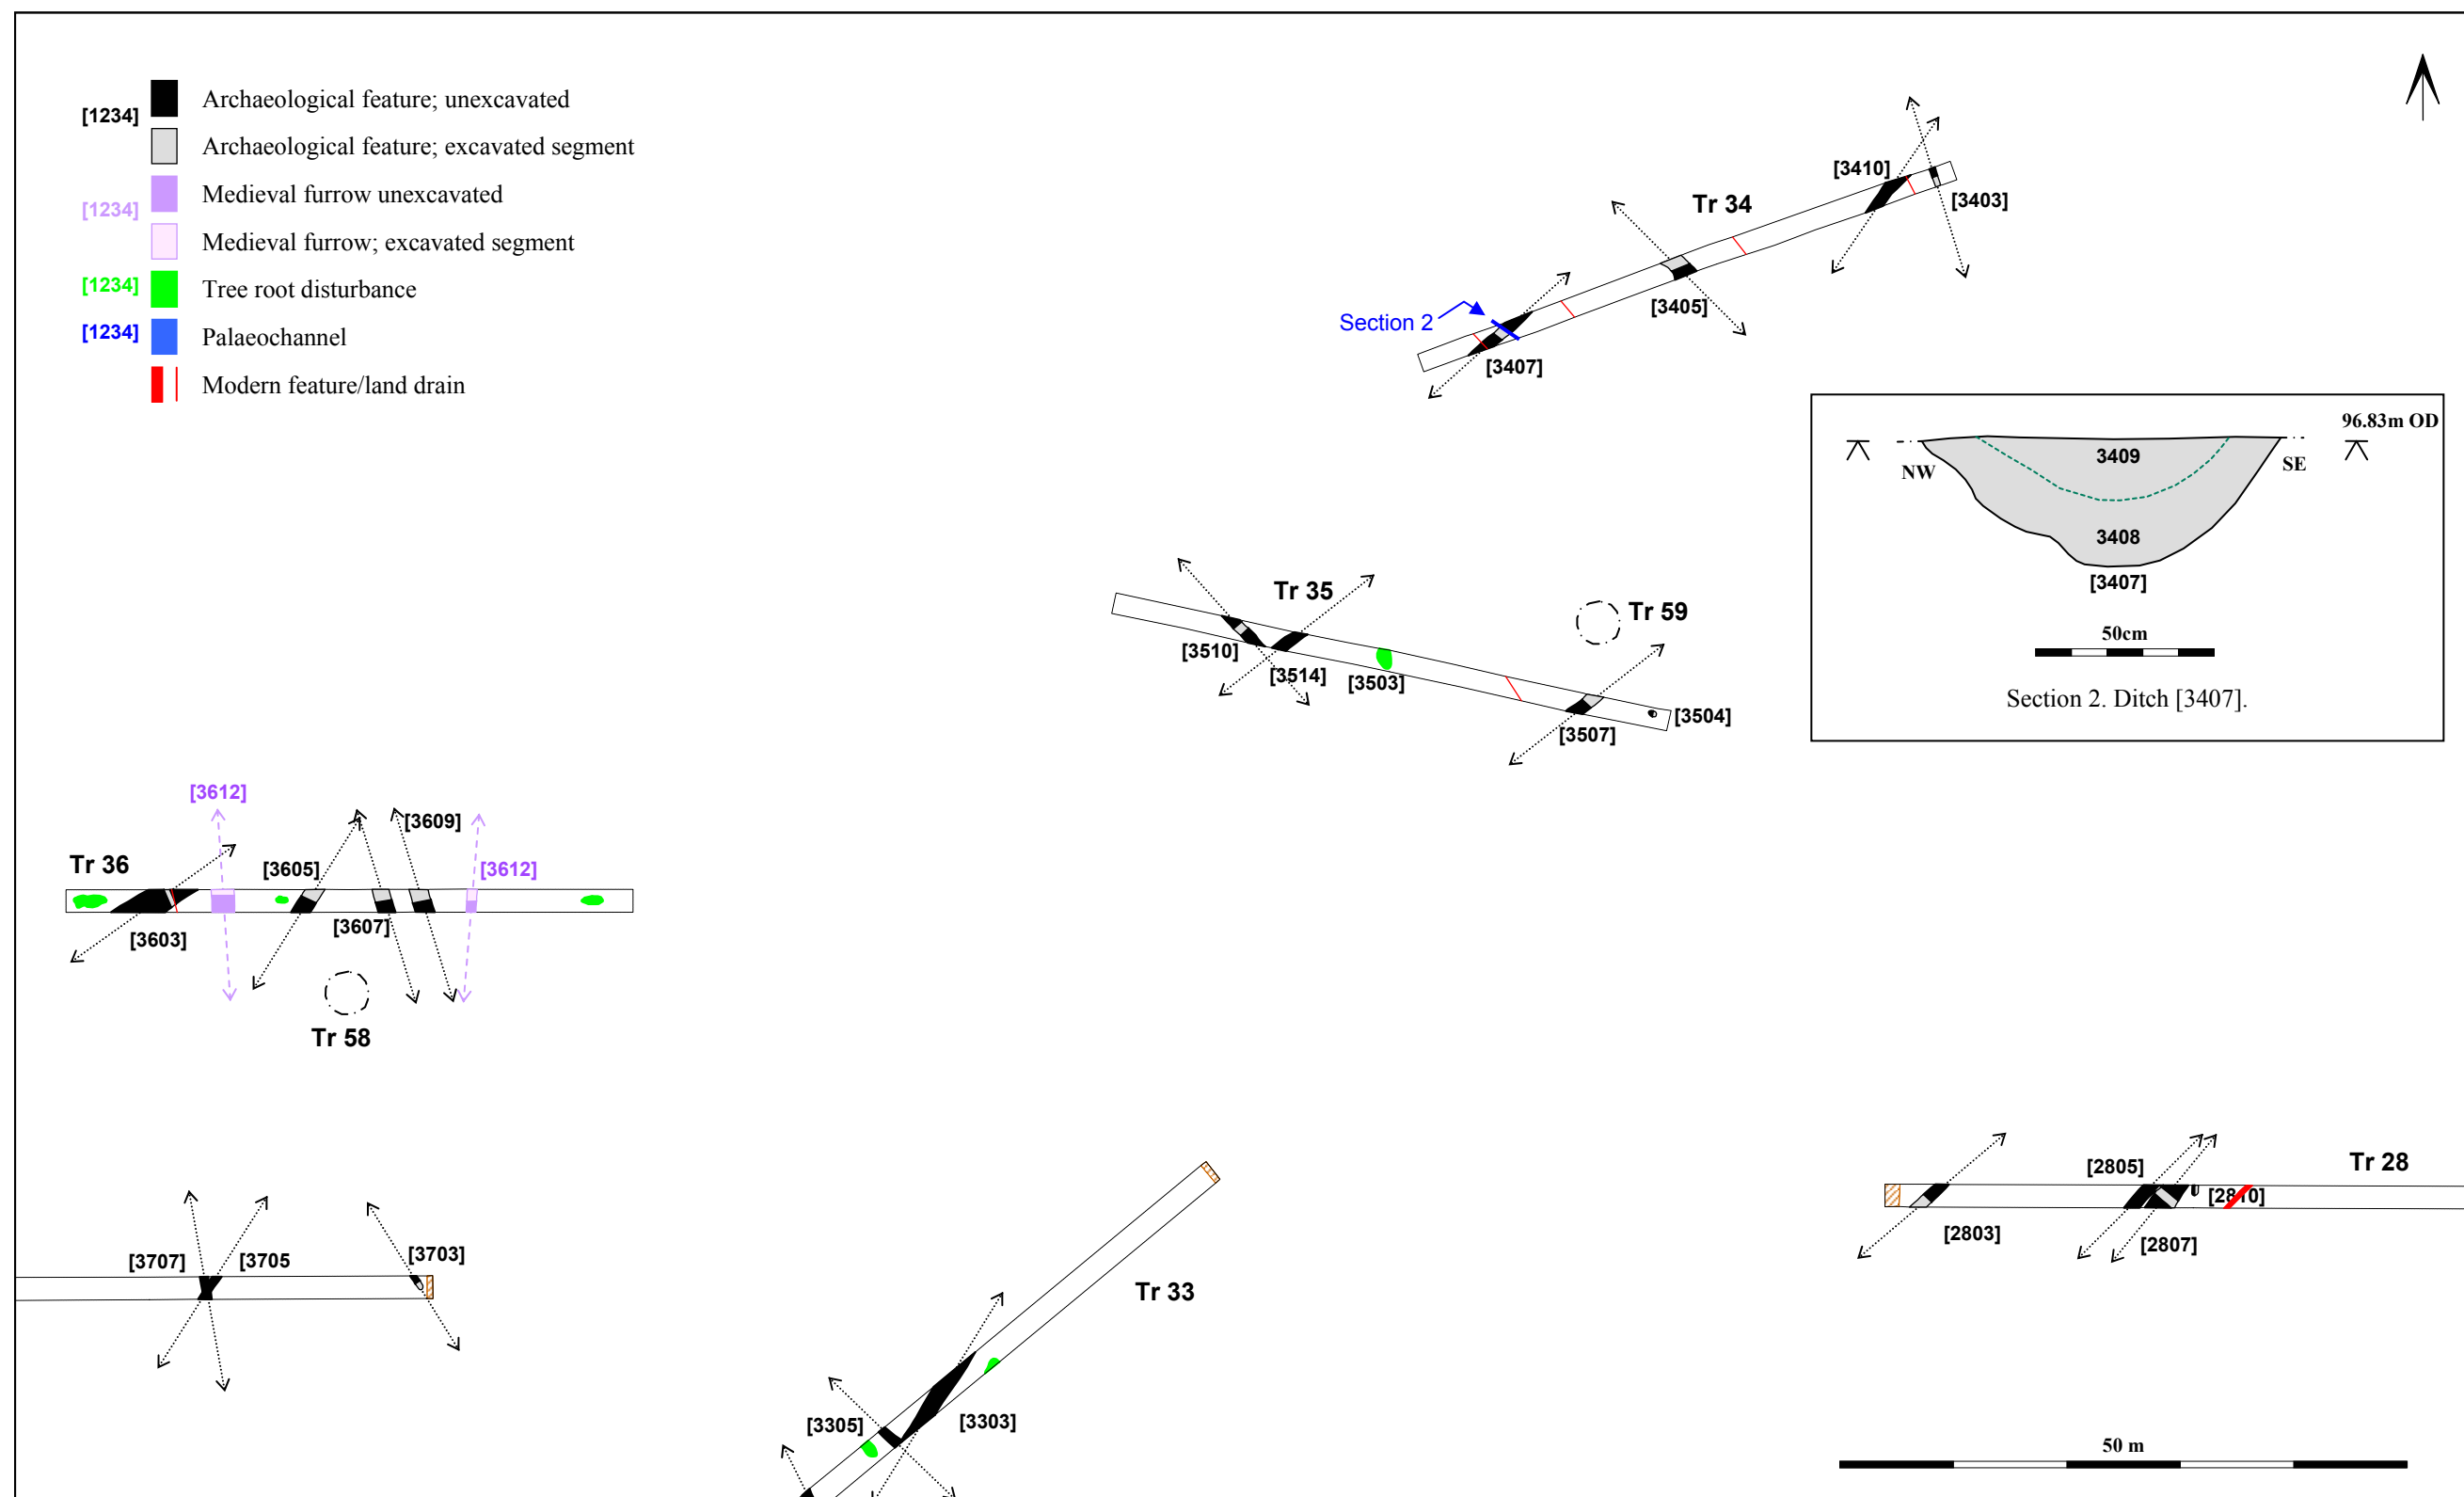 [1234]
Archaeological feature; unexcavated
Archaeological feature; excavated segment
[1234]
Medieval furrow unexcavated
Medieval furrow; excavated segment
[1234]
Tree root disturbance
[1234]
Palaeochannel
Modern feature/land drain
[3410]
Tr 34
[3403]
[3405]
Section 2
[3407]
96.83m OD
NW
3409
SE
3408
[3407]
50cm
Section 2. Ditch [3407].
Tr 35
Tr 59
[3510]
[3514]
[3503]
[3504]
[3507]
[3612]
[3609]
Tr 36
[3605]
[3612]
[3603]
[3607]
Tr 58
[2805]
Tr 28
[2810]
[2803]
[2807]
[3707]
[3705
[3703]
Tr 33
[3305]
[3303]
50 m